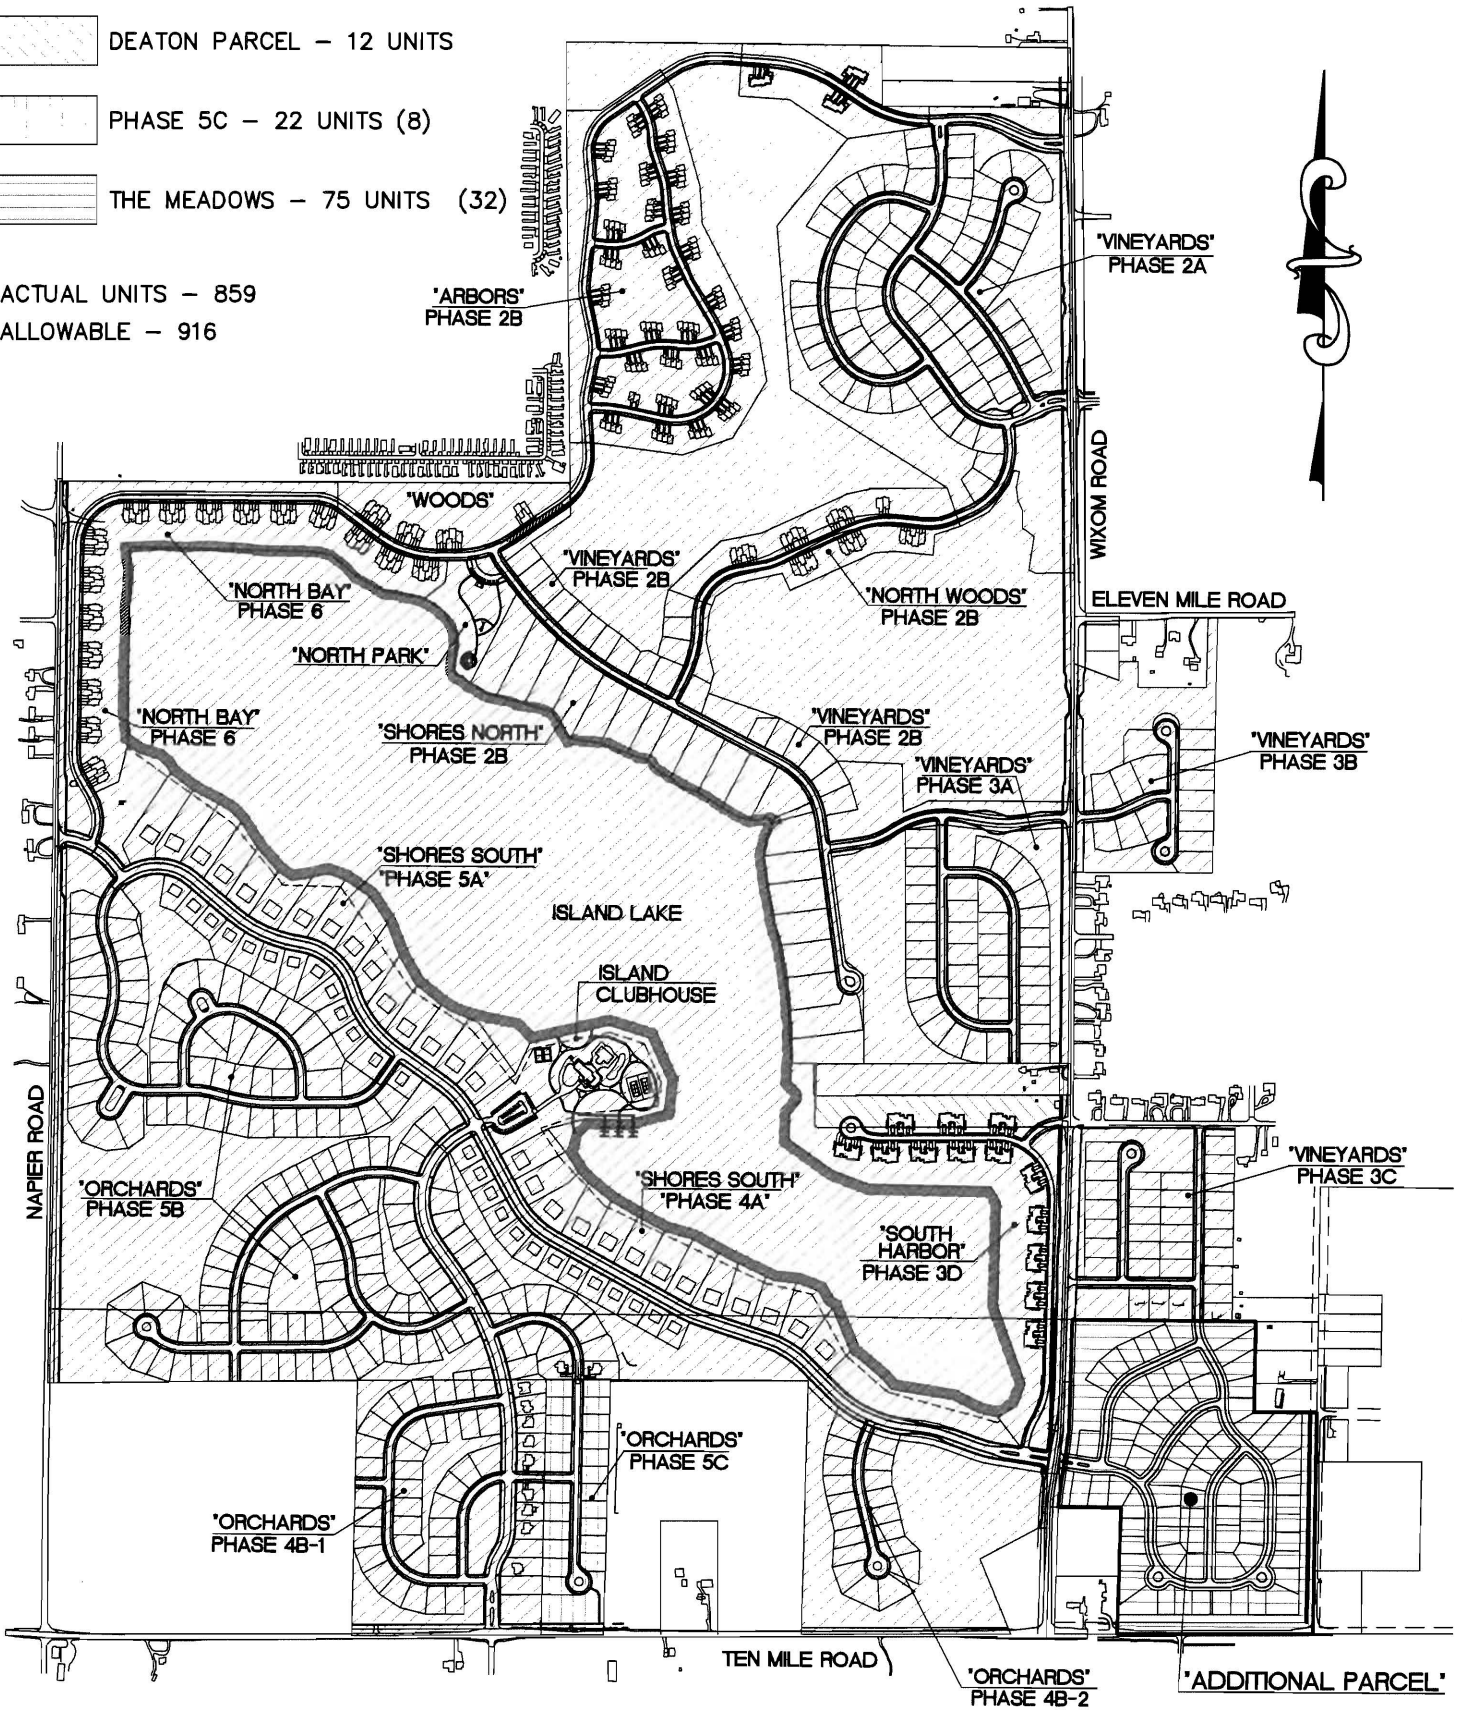 DEATON PARCEL – 12 UNITS
PHASE 5C – 22 UNITS (8)
THE MEADOWS – 75 UNITS (32)
ACTUAL UNITS – 859
ALLOWABLE – 916
"ARBORS"
PHASE 2B
"VINEYARDS"
PHASE 2A
"WOODS"
WIXOM ROAD
"VINEYARDS"
PHASE 2B
"NORTH BAY"
PHASE 6
"NORTH WOODS"
PHASE 2B
ELEVEN MILE ROAD
"NORTH PARK"
"NORTH BAY"
PHASE 6
"SHORES NORTH"
PHASE 2B
"VINEYARDS"
PHASE 2B
"VINEYARDS"
PHASE 3A
"VINEYARDS"
PHASE 3B
"SHORES SOUTH"
"PHASE 5A"
ISLAND LAKE
ISLAND
CLUBHOUSE
NAPIER ROAD
"ORCHARDS"
PHASE 5B
"SHORES SOUTH"
"PHASE 4A"
"SOUTH
HARBOR"
PHASE 3D
"VINEYARDS"
PHASE 3C
"ORCHARDS"
PHASE 5C
"ORCHARDS"
PHASE 4B-1
TEN MILE ROAD
"ORCHARDS"
PHASE 4B-2
"ADDITIONAL PARCEL"